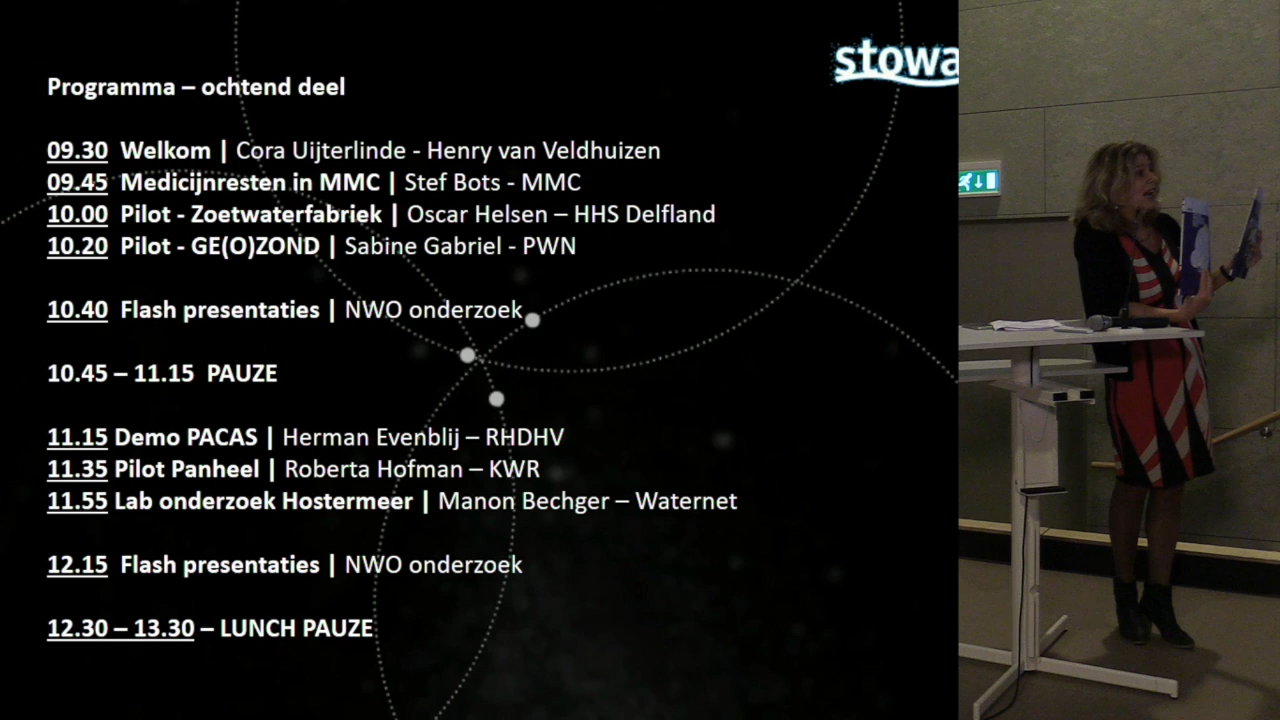 stowa
Programma – ochtend deel
09.30 Welkom | Cora Uijterlinde - Henry van Veldhuizen
09.45 Medicijnresten in MMC | Stef Bots - MMC
10.00 Pilot - Zoetwaterfabriek | Oscar Helsen – HHS Delfland
10.20 Pilot - GE(O)ZOND | Sabine Gabriel - PWN
10.40 Flash presentaties | NWO onderzoek
10.45 – 11.15 PAUZE
11.15 Demo PACAS | Herman Evenblij – RHDHV
11.35 Pilot Panheel | Roberta Hofman – KWR
11.55 Lab onderzoek Hostermeer | Manon Bechger – Waternet
12.15 Flash presentaties | NWO onderzoek
12.30 – 13.30 – LUNCH PAUZE